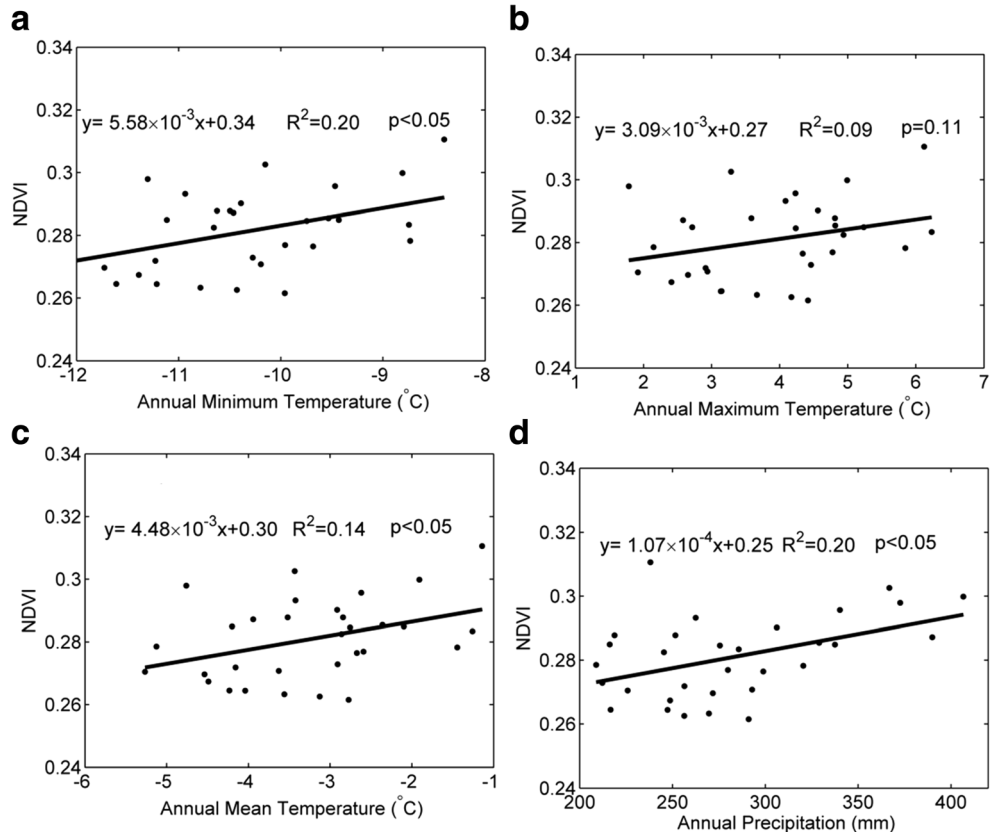 a
0.34
0.32
0.3
0.28
0.26
0.24
NDVI
y= 5.58×10⁻³x+0.34 R²=0.20 p<0.05
-12 -11 -10 -9 -8
Annual Minimum Temperature (°C)
b
0.34
0.32
0.3
0.28
0.26
0.24
NDVI
y= 3.09×10⁻³x+0.27 R²=0.09 p=0.11
1 2 3 4 5 6 7
Annual Maximum Temperature (°C)
c
0.34
0.32
0.3
0.28
0.26
0.24
NDVI
y= 4.48×10⁻³x+0.30 R²=0.14 p<0.05
-6 -5 -4 -3 -2 -1
Annual Mean Temperature (°C)
d
0.34
0.32
0.3
0.28
0.26
0.24
NDVI
y= 1.07×10⁻⁴x+0.25 R²=0.20 p<0.05
200 250 300 350 400
Annual Precipitation (mm)